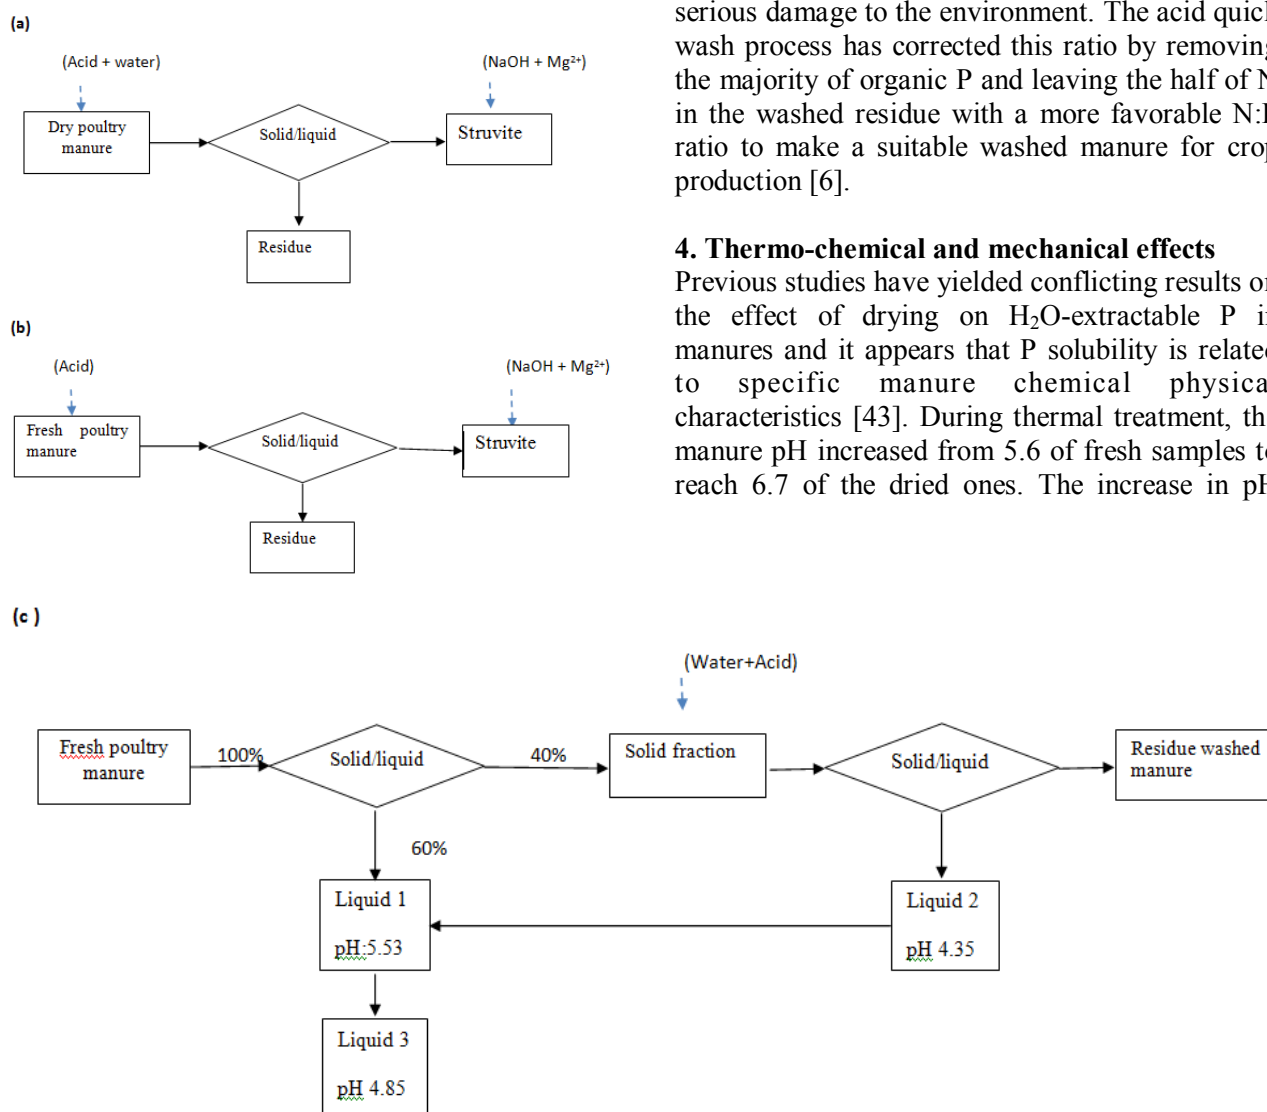 (a)
(Acid + water)
(NaOH + Mg²⁺)
Dry poultry
manure
Solid/liquid
Struvite
Residue
(b)
(Acid)
(NaOH + Mg²⁺)
Fresh poultry
manure
Solid/liquid
Struvite
Residue
serious damage to the environment. The acid quick
wash process has corrected this ratio by removing
the majority of organic P and leaving the half of N
in the washed residue with a more favorable N:
ratio to make a suitable washed manure for crop
production [6].
4. Thermo-chemical and mechanical effects
Previous studies have yielded conflicting results on
the effect of drying on H₂O-extractable P in
manures and it appears that P solubility is related
to specific manure chemical physical
characteristics [43]. During thermal treatment, the
manure pH increased from 5.6 of fresh samples to
reach 6.7 of the dried ones. The increase in pH
(c )
(Water+Acid)
Fresh poultry
manure
100%
Solid/liquid
40%
Solid fraction
Solid/liquid
Residue washed
manure
60%
Liquid 1
pH:5.53
Liquid 2
pH 4.35
Liquid 3
pH 4.85